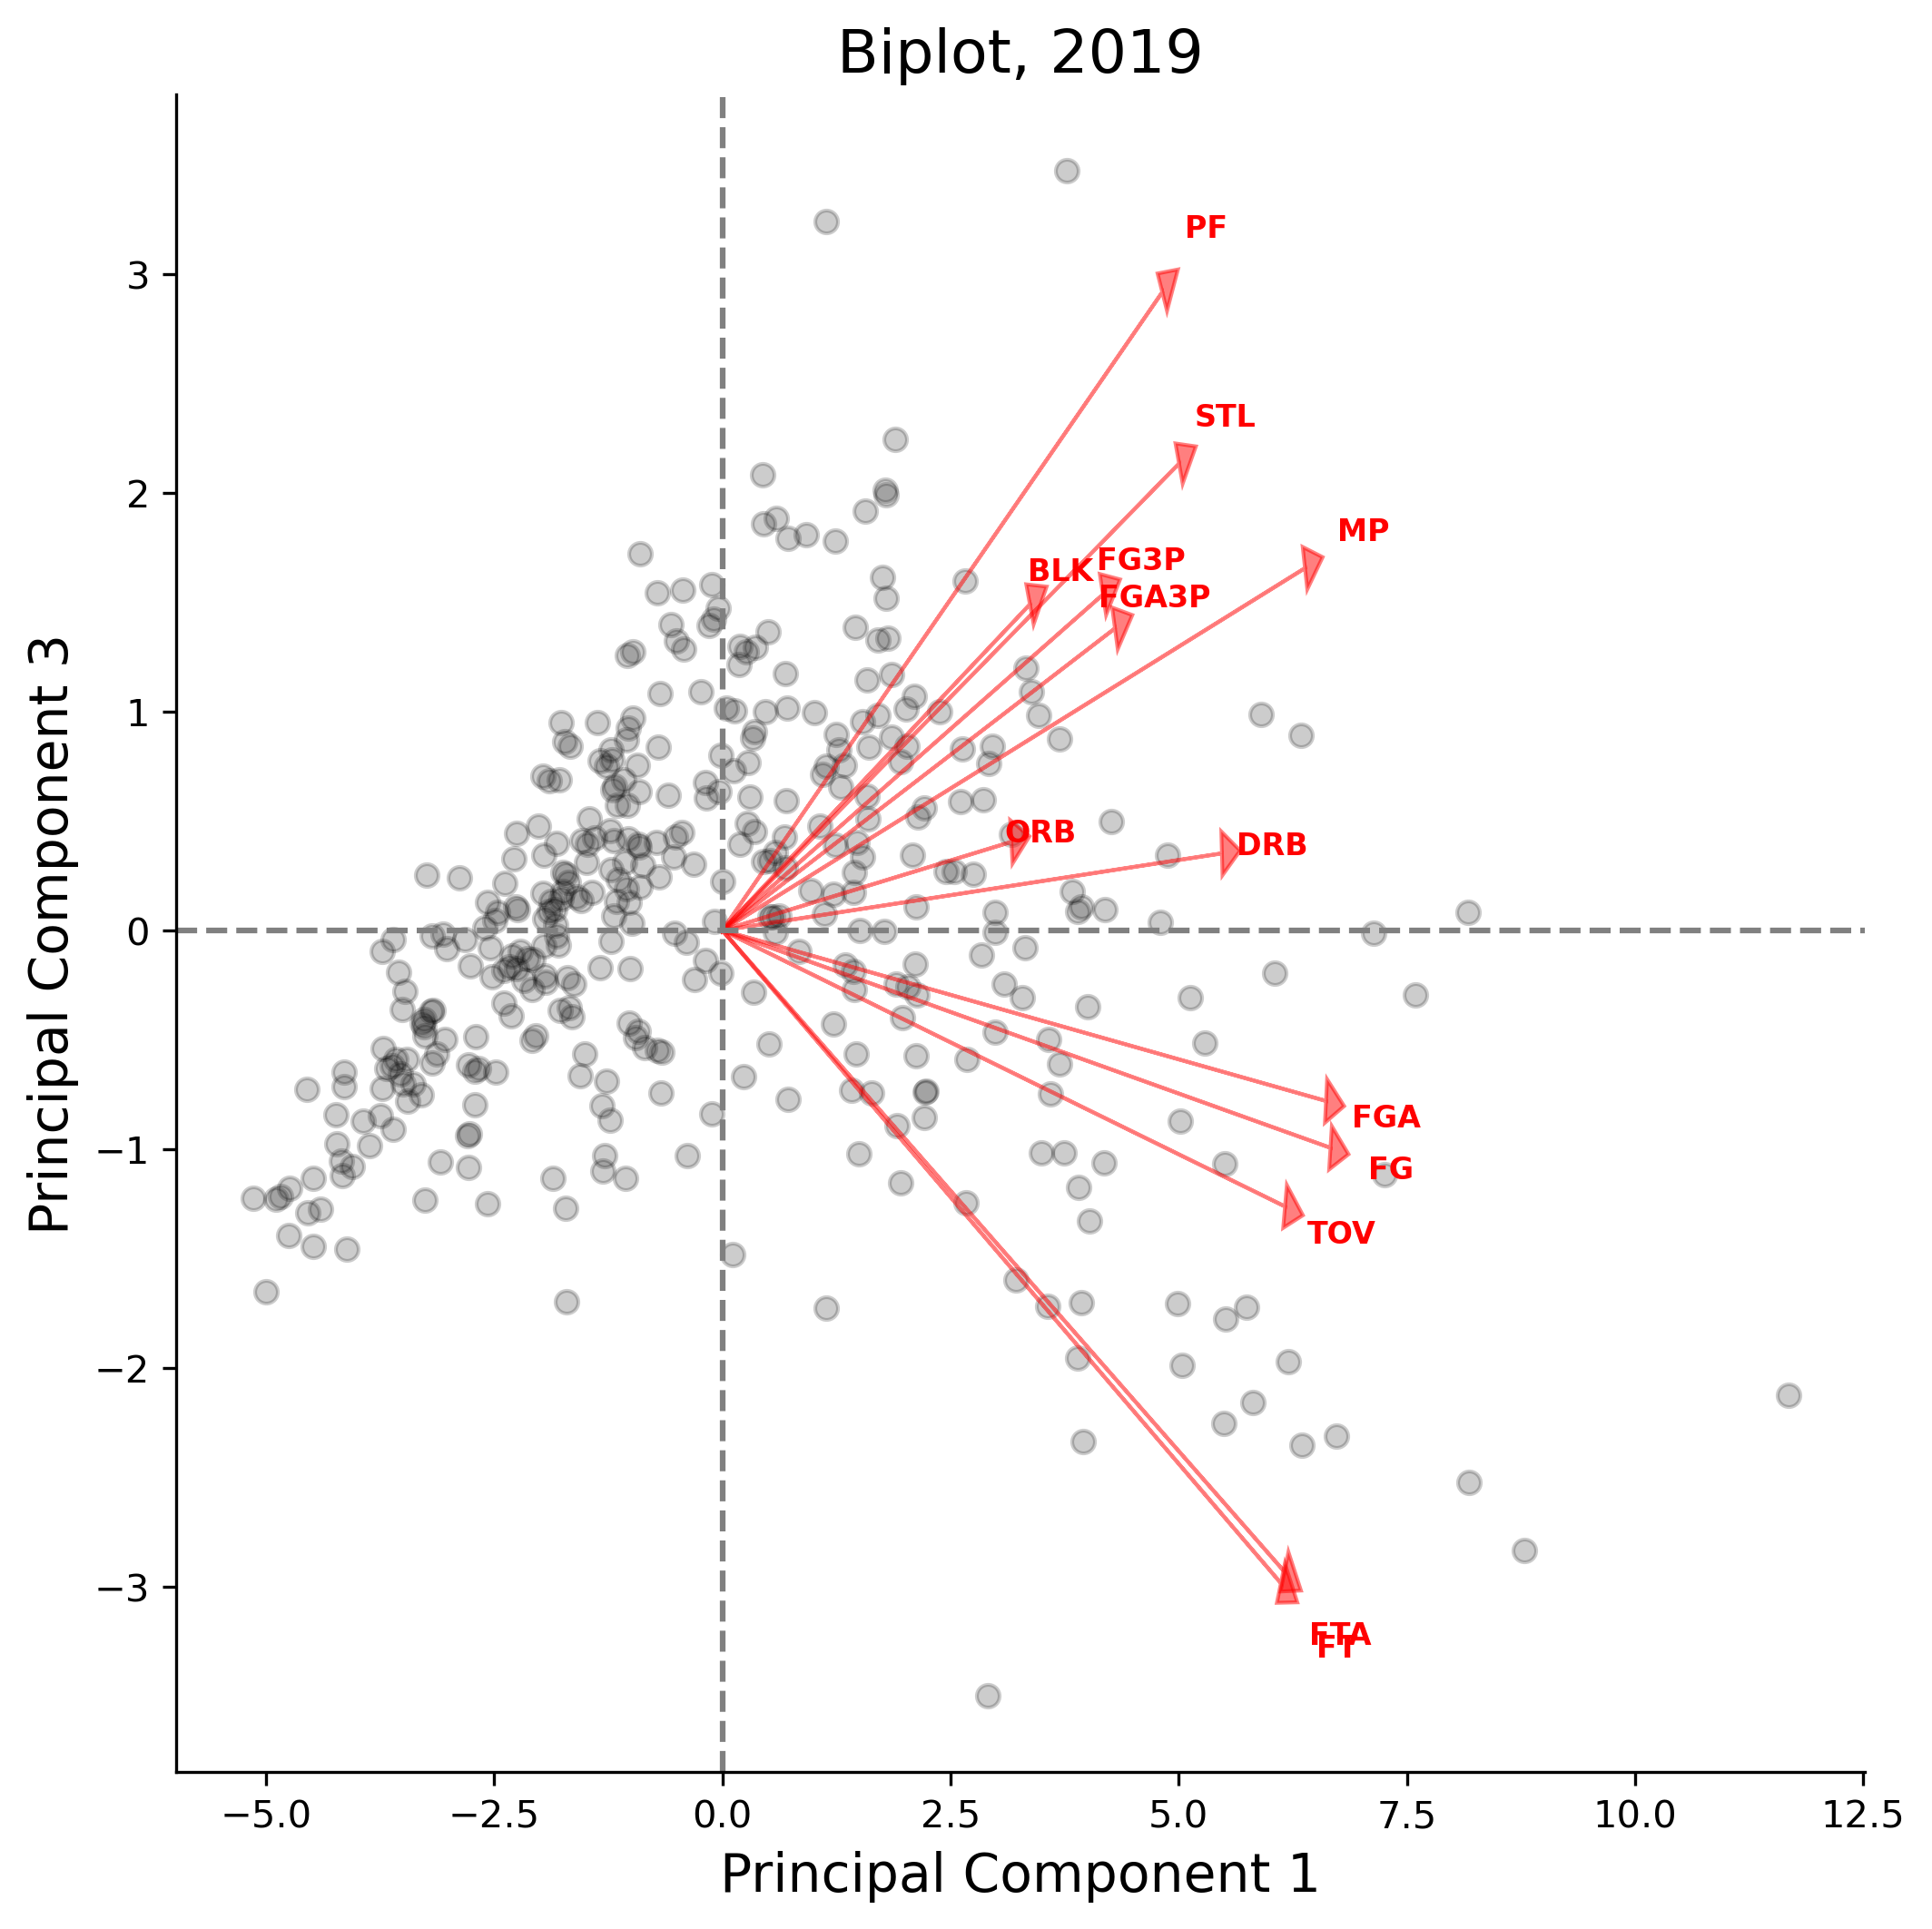 Biplot, 2019
Principal Component 3
3
2
1
0
−1
−2
−3
PF
STL
MP
FG3P
BLK
FGA3P
ORB
DRB
FGA
FG
TOV
FTA
FT
−5.0
−2.5
0.0
2.5
5.0
7.5
10.0
12.5
Principal Component 1